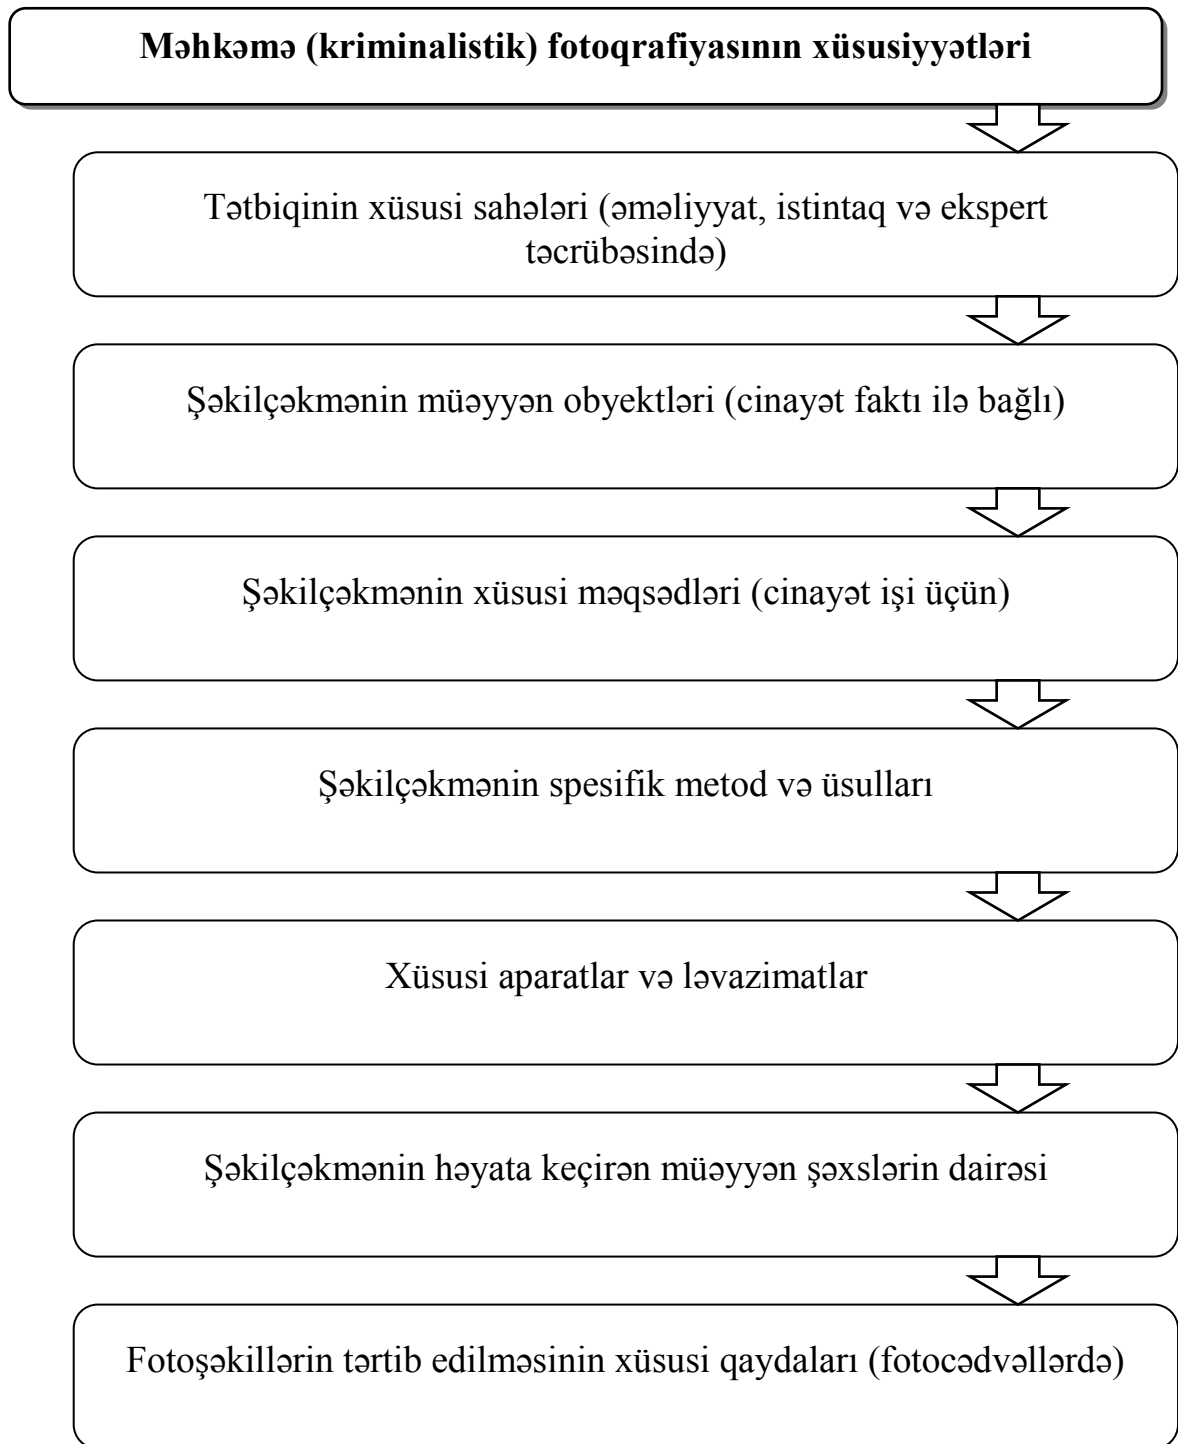 Məhkəmə (kriminalistik) fotoqrafiyasının xüsusiyyətləri
Tətbiqinin xüsusi sahələri (əməliyyat, istintaq və ekspert
təcrübəsində)
Şəkilçəkmənin müəyyən obyektləri (cinayət faktı ilə bağlı)
Şəkilçəkmənin xüsusi məqsədləri (cinayət işi üçün)
Şəkilçəkmənin spesifik metod və üsulları
Xüsusi aparatlar və ləvazimatlar
Şəkilçəkmənin həyata keçirən müəyyən şəxslərin dairəsi
Fotoşəkillərin tərtib edilməsinin xüsusi qaydaları (fotocədvəllərdə)